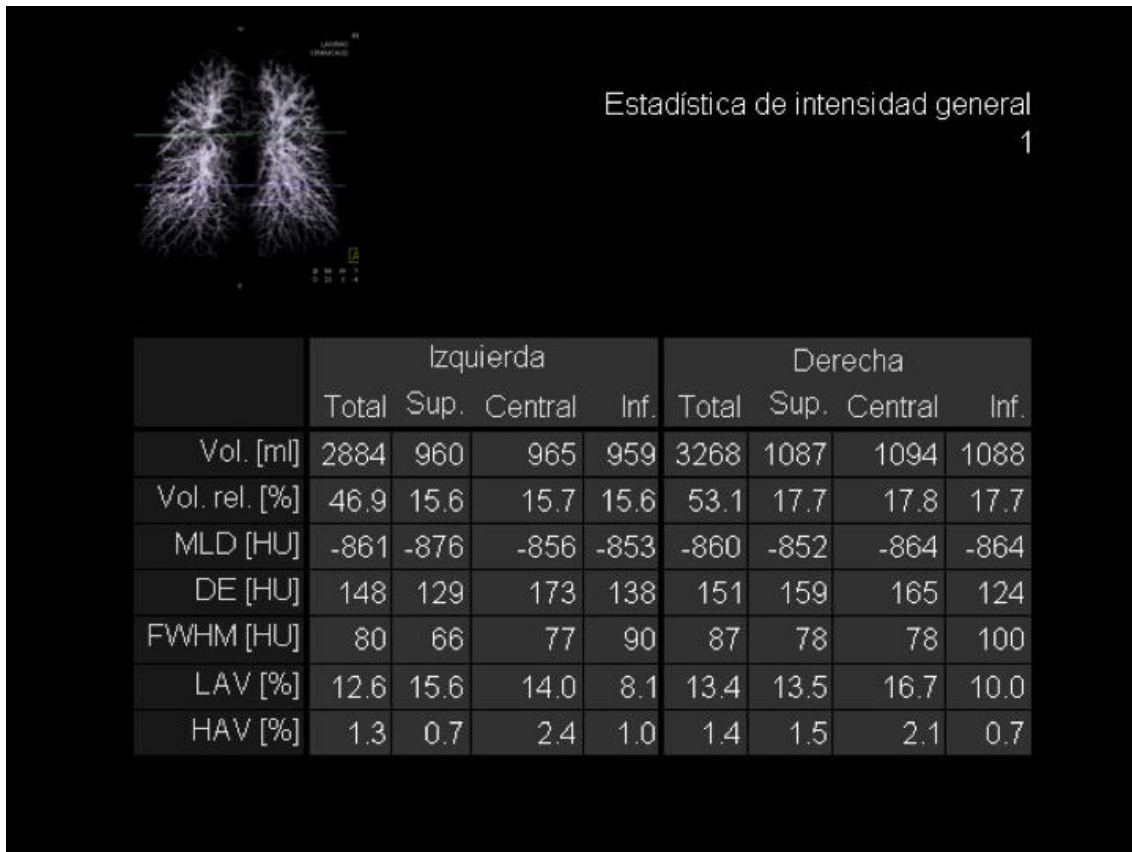 Estadística de intensidad general
1
Izquierda Derecha
Total Sup. Central Inf. Total Sup. Central Inf.
Vol. [ml] 2884 960 965 959 3268 1087 1094 1088
Vol. rel. [%] 46.9 15.6 15.7 15.6 53.1 17.7 17.8 17.7
MLD [HU] -861 -876 -856 -853 -860 -852 -864 -864
DE [HU] 148 129 173 138 151 159 165 124
FWHM [HU] 80 66 77 90 87 78 78 100
LAV [%] 12.6 15.6 14.0 8.1 13.4 13.5 16.7 10.0
HAV [%] 1.3 0.7 2.4 1.0 1.4 1.5 2.1 0.7